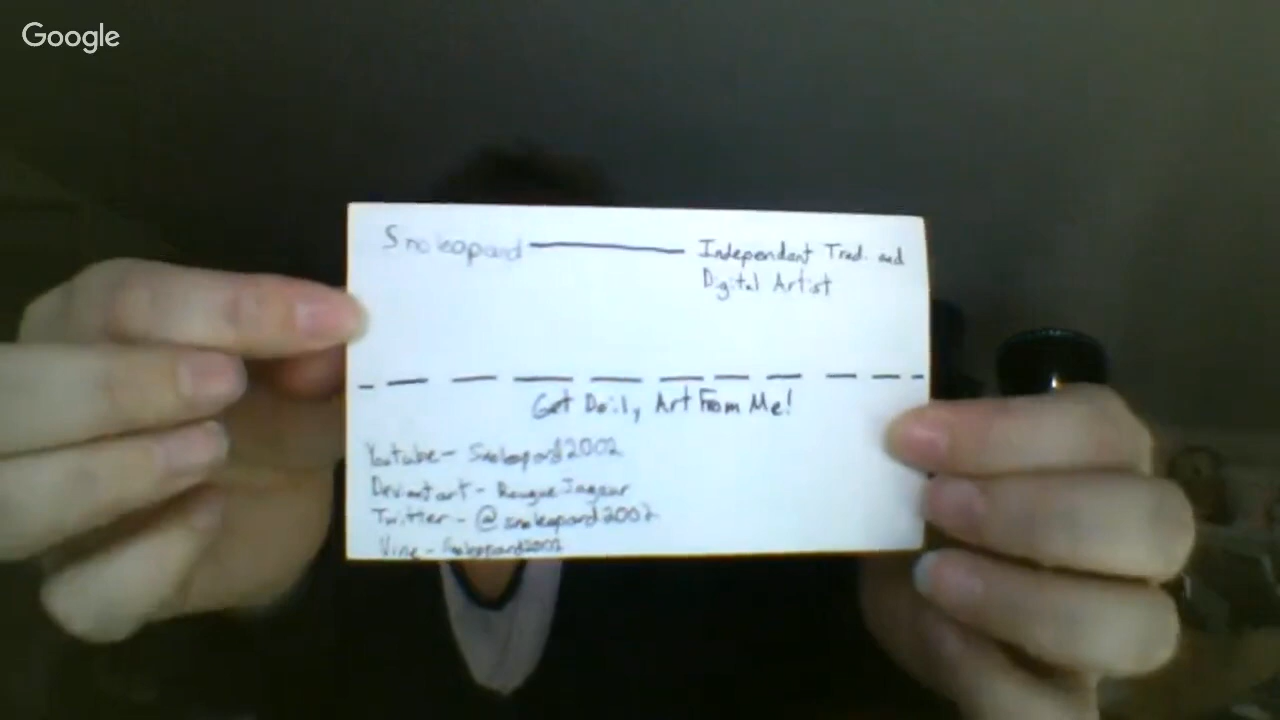 Google
Snoleopard — Independant Trad. and
Digital Artist
Get Daily Art From Me!
Youtube - Snoleopard2002
Deviantart - Rougue Jaguar
Twitter - @snoleopard2002
Vine - Snoleopard2002